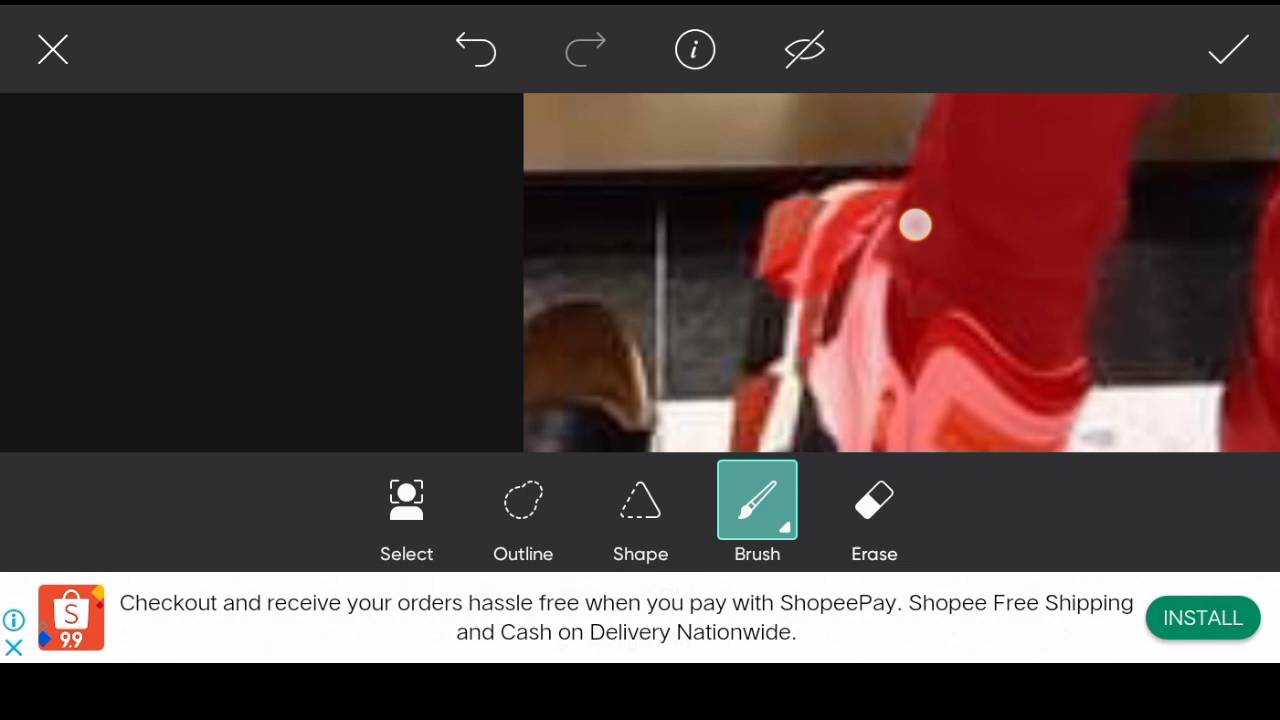 Select
Outline
Shape
Brush
Erase
S
9.9
Checkout and receive your orders hassle free when you pay with ShopeePay. Shopee Free Shipping
and Cash on Delivery Nationwide.
INSTALL